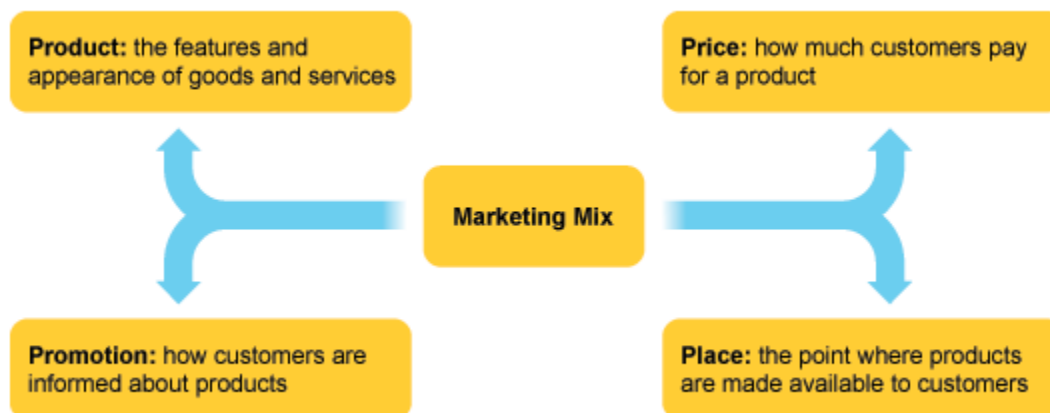 Product: the features and
appearance of goods and services
Price: how much customers pay
for a product
Marketing Mix
Promotion: how customers are
informed about products
Place: the point where products
are made available to customers